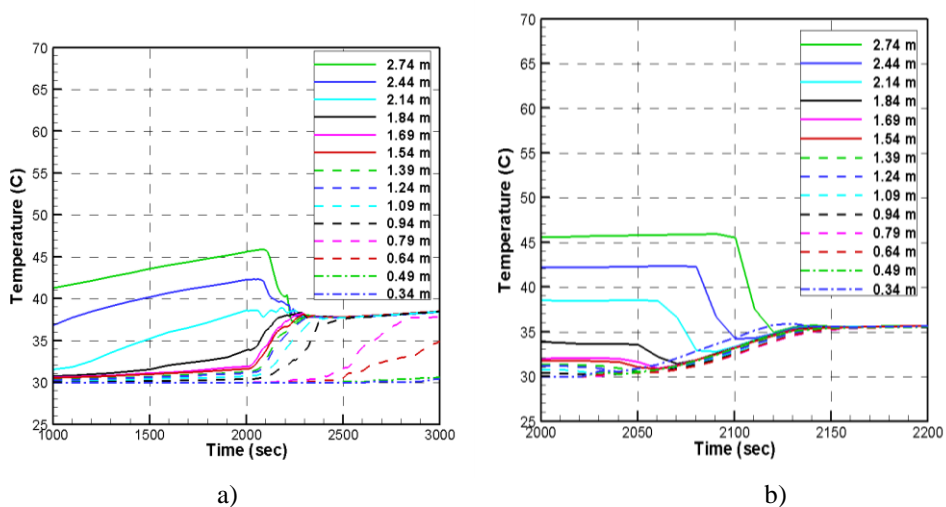 70
65
60
55
50
45
40
35
30
25
Temperature (C)
1000 1500 2000 2500 3000
Time (sec)
2.74 m
2.44 m
2.14 m
1.84 m
1.69 m
1.54 m
1.39 m
1.24 m
1.09 m
0.94 m
0.79 m
0.64 m
0.49 m
0.34 m
a)
70
65
60
55
50
45
40
35
30
25
Temperature (C)
2000 2050 2100 2150 2200
Time (sec)
2.74 m
2.44 m
2.14 m
1.84 m
1.69 m
1.54 m
1.39 m
1.24 m
1.09 m
0.94 m
0.79 m
0.64 m
0.49 m
0.34 m
b)